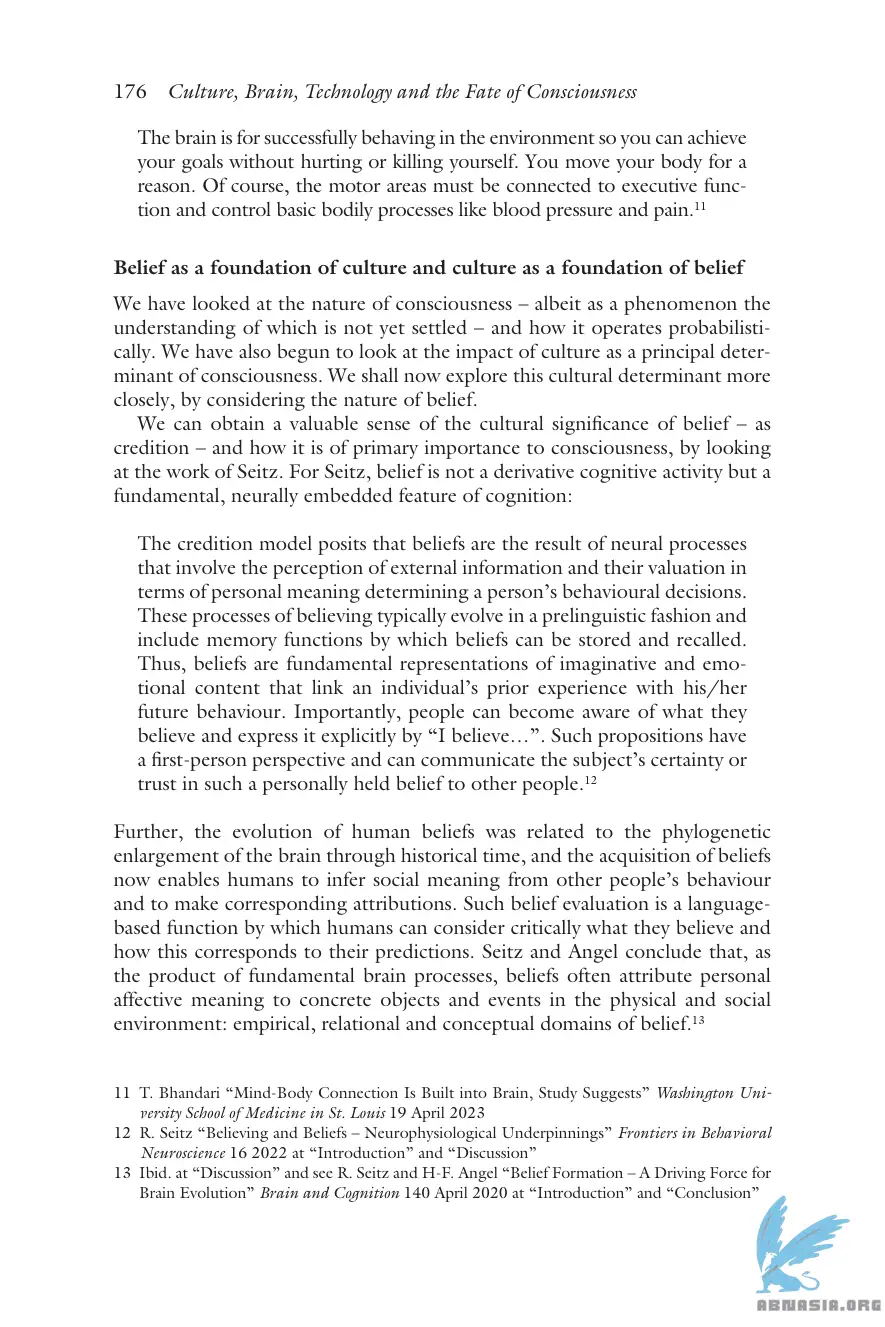 176 Culture, Brain, Technology and the Fate of Consciousness
The brain is for successfully behaving in the environment so you can achieve
your goals without hurting or killing yourself. You move your body for a
reason. Of course, the motor areas must be connected to executive func-
tion and control basic bodily processes like blood pressure and pain.¹¹
Belief as a foundation of culture and culture as a foundation of belief
We have looked at the nature of consciousness – albeit as a phenomenon the
understanding of which is not yet settled – and how it operates probabilisti-
cally. We have also begun to look at the impact of culture as a principal deter-
minant of consciousness. We shall now explore this cultural determinant more
closely, by considering the nature of belief.
We can obtain a valuable sense of the cultural significance of belief – as
credition – and how it is of primary importance to consciousness, by looking
at the work of Seitz. For Seitz, belief is not a derivative cognitive activity but a
fundamental, neurally embedded feature of cognition:
The credition model posits that beliefs are the result of neural processes
that involve the perception of external information and their valuation in
terms of personal meaning determining a person's behavioural decisions.
These processes of believing typically evolve in a prelinguistic fashion and
include memory functions by which beliefs can be stored and recalled.
Thus, beliefs are fundamental representations of imaginative and emo-
tional content that link an individual's prior experience with his/her
future behaviour. Importantly, people can become aware of what they
believe and express it explicitly by “I believe…”. Such propositions have
a first-person perspective and can communicate the subject's certainty or
trust in such a personally held belief to other people.¹²
Further, the evolution of human beliefs was related to the phylogenetic
enlargement of the brain through historical time, and the acquisition of beliefs
now enables humans to infer social meaning from other people's behaviour
and to make corresponding attributions. Such belief evaluation is a language-
based function by which humans can consider critically what they believe and
how this corresponds to their predictions. Seitz and Angel conclude that, as
the product of fundamental brain processes, beliefs often attribute personal
affective meaning to concrete objects and events in the physical and social
environment: empirical, relational and conceptual domains of belief.¹³
11 T. Bhandari “Mind-Body Connection Is Built into Brain, Study Suggests” Washington Uni-
versity School of Medicine in St. Louis 19 April 2023
12 R. Seitz “Believing and Beliefs – Neurophysiological Underpinnings” Frontiers in Behavioral
Neuroscience 16 2022 at “Introduction” and “Discussion”
13 Ibid. at “Discussion” and see R. Seitz and H-F. Angel “Belief Formation – A Driving Force for
Brain Evolution” Brain and Cognition 140 April 2020 at “Introduction” and “Conclusion”
ABNASIA.ORG